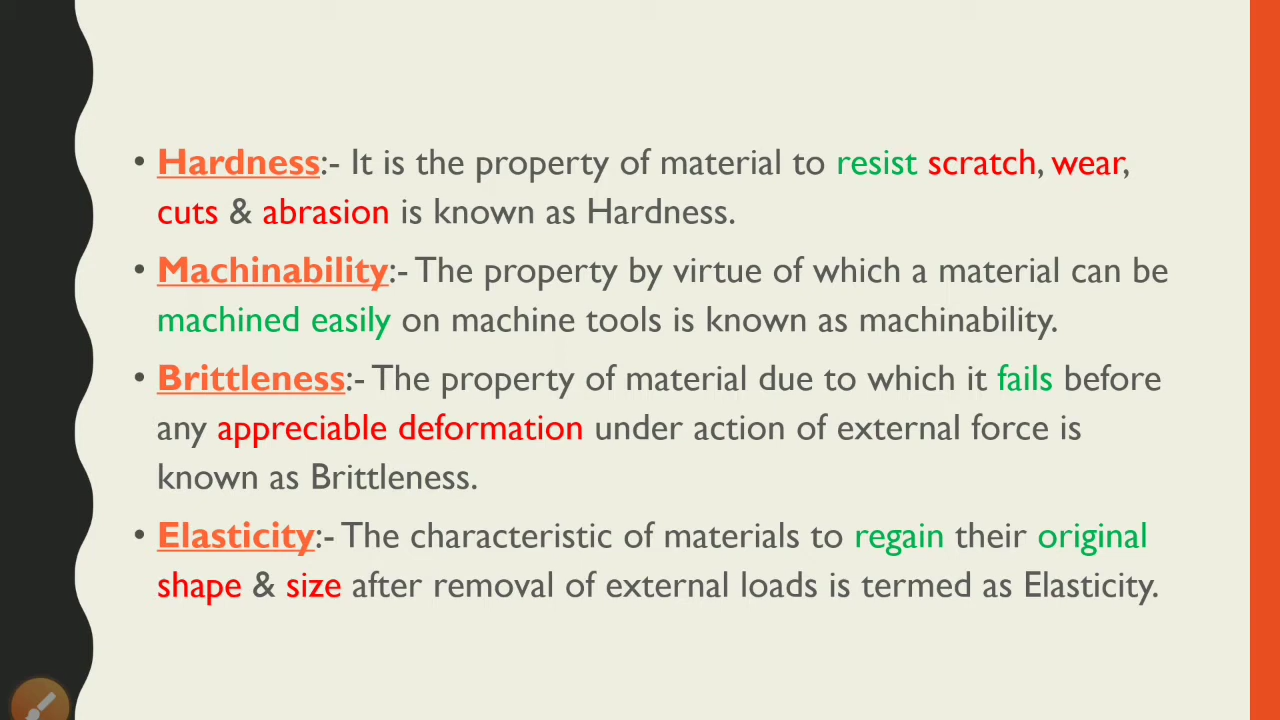 • Hardness:- It is the property of material to resist scratch, wear,
cuts & abrasion is known as Hardness.
• Machinability:- The property by virtue of which a material can be
machined easily on machine tools is known as machinability.
• Brittleness:- The property of material due to which it fails before
any appreciable deformation under action of external force is
known as Brittleness.
• Elasticity:- The characteristic of materials to regain their original
shape & size after removal of external loads is termed as Elasticity.